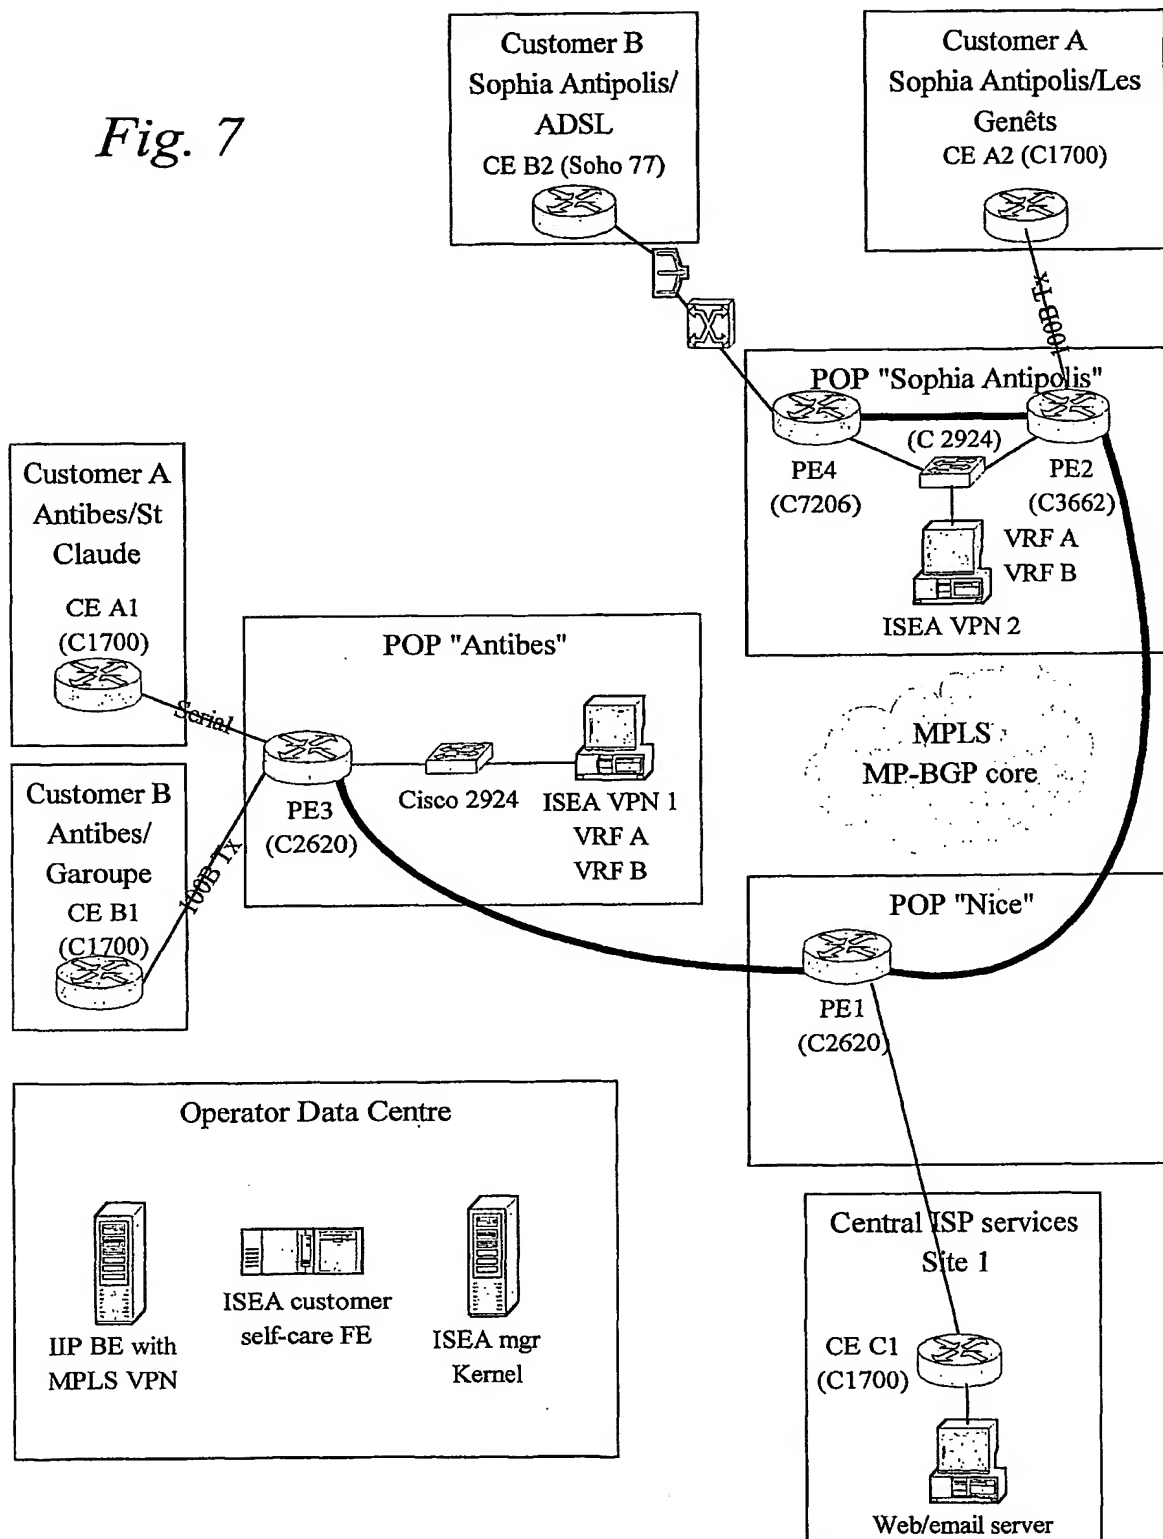 Fig. 7
Customer B
Sophia Antipolis/
ADSL
CE B2 (Soho 77)
Customer A
Sophia Antipolis/Les
Genêts
CE A2 (C1700)
100B Tx
POP "Sophia Antipolis"
(C 2924)
PE4
(C7206)
PE2
(C3662)
VRF A
VRF B
ISEA VPN 2
Customer A
Antibes/St
Claude
CE A1
(C1700)
Serial
POP "Antibes"
PE3
(C2620)
Cisco 2924
ISEA VPN 1
VRF A
VRF B
Customer B
Antibes/
Garoupe
CE B1
(C1700)
100B Tx
MPLS
MP-BGP core
POP "Nice"
PE1
(C2620)
Operator Data Centre
IIP BE with
MPLS VPN
ISEA customer
self-care FE
ISEA mgr
Kernel
Central ISP services
Site 1
CE C1
(C1700)
Web/email server